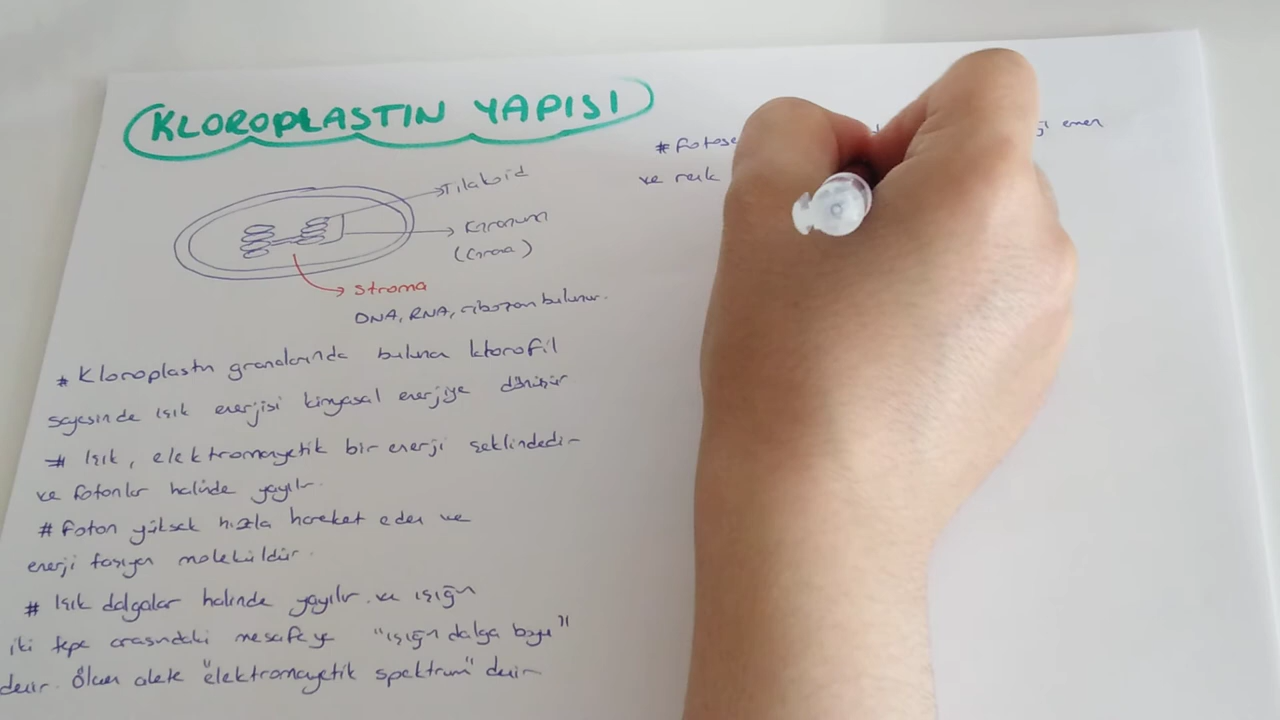 KLOROPLASTIN YAPISI
Tilakoid
Granum
(Grana)
Stroma
DNA, RNA, ribozom bulunur.
* Kloroplastın granalarında bulunan klorofil
sayesinde ışık enerjisi kimyasal enerjiye dönüşür
* Işık, elektromanyetik bir enerji şeklindedir
ve fotonlar halinde yayılır.
# Foton yüksek hızla hareket eden ve
enerji taşıyan moleküldür.
# Işık dalgalar halinde yayılır ve ışığın
iki tepe arasındaki mesafeye "ışığın dalga boyu"
denir. Ölçen alete "elektromanyetik spektrum" denir
# Fotose
emen
ve renk